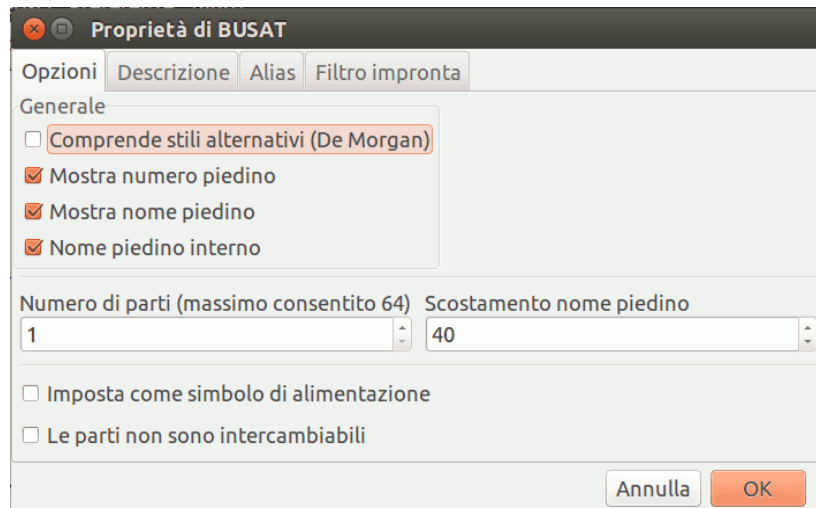 Proprietà di BUSAT
Opzioni Descrizione Alias Filtro impronta
Generale
Comprende stili alternativi (De Morgan)
Mostra numero piedino
Mostra nome piedino
Nome piedino interno
Numero di parti (massimo consentito 64) Scostamento nome piedino
1 40
Imposta come simbolo di alimentazione
Le parti non sono intercambiabili
Annulla OK